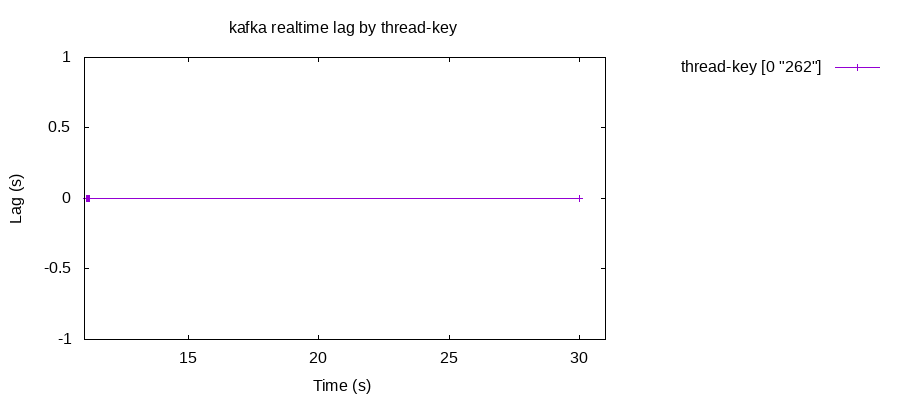 kafka realtime lag by thread-key
thread-key [0 "262"]
1
0.5
0
-0.5
-1
Lag (s)
15 20 25 30
Time (s)